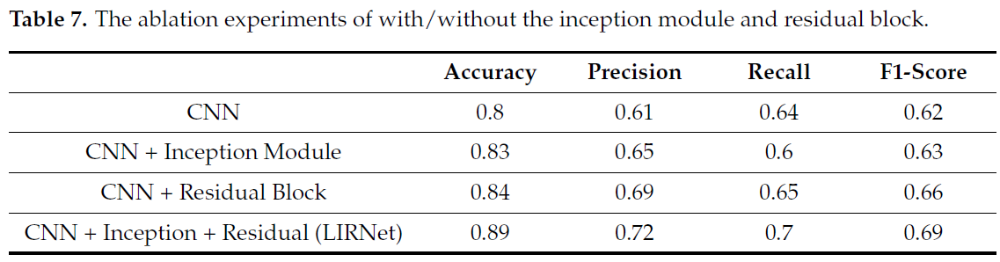 Table 7. The ablation experiments of with/without the inception module and residual block.
Accuracy Precision Recall F1-Score
CNN 0.8 0.61 0.64 0.62
CNN + Inception Module 0.83 0.65 0.6 0.63
CNN + Residual Block 0.84 0.69 0.65 0.66
CNN + Inception + Residual (LIRNet) 0.89 0.72 0.7 0.69